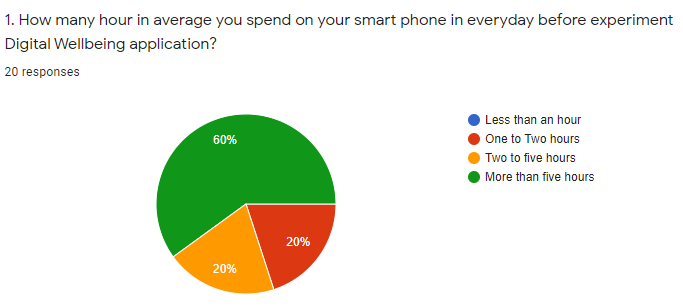 1. How many hour in average you spend on your smart phone in everyday before experiment
Digital Wellbeing application?
20 responses
60%
20%
20%
Less than an hour
One to Two hours
Two to five hours
More than five hours